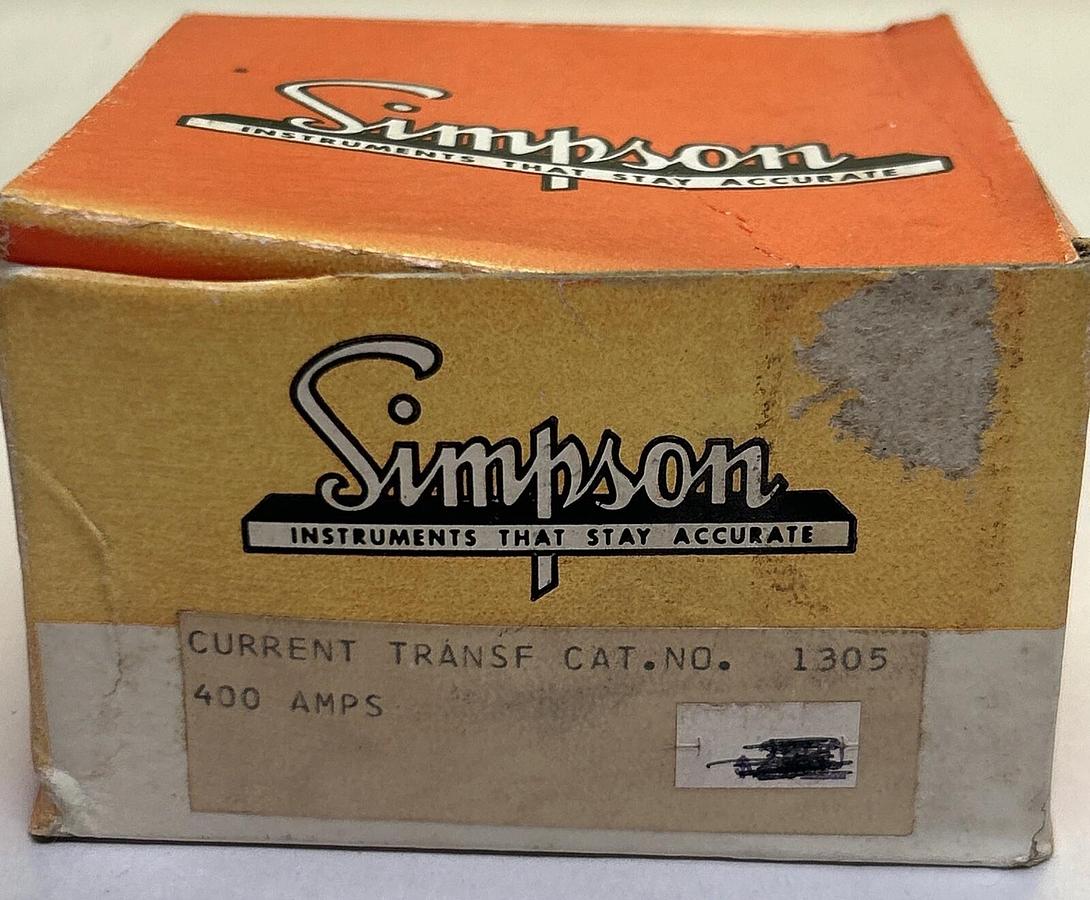 Simpson
INSTRUMENTS THAT STAY ACCURATE
Simpson
INSTRUMENTS THAT STAY ACCURATE
CURRENT TRANSF CAT.NO. 1305
400 AMPS